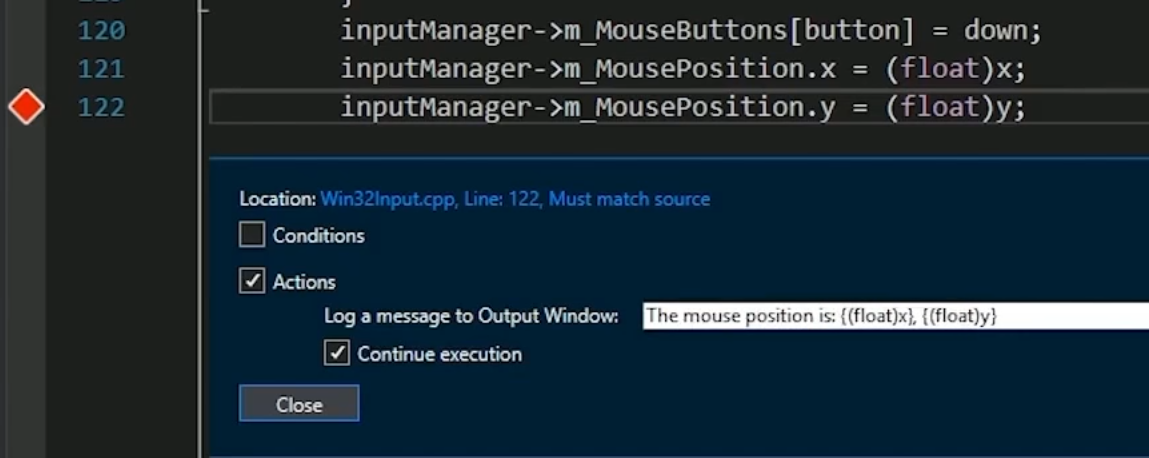 120 inputManager->m_MouseButtons[button] = down;
121 inputManager->m_MousePosition.x = (float)x;
122 inputManager->m_MousePosition.y = (float)y;
Location: Win32Input.cpp, Line: 122, Must match source
Conditions
Actions
Log a message to Output Window: The mouse position is: {(float)x}, {(float)y}
Continue execution
Close